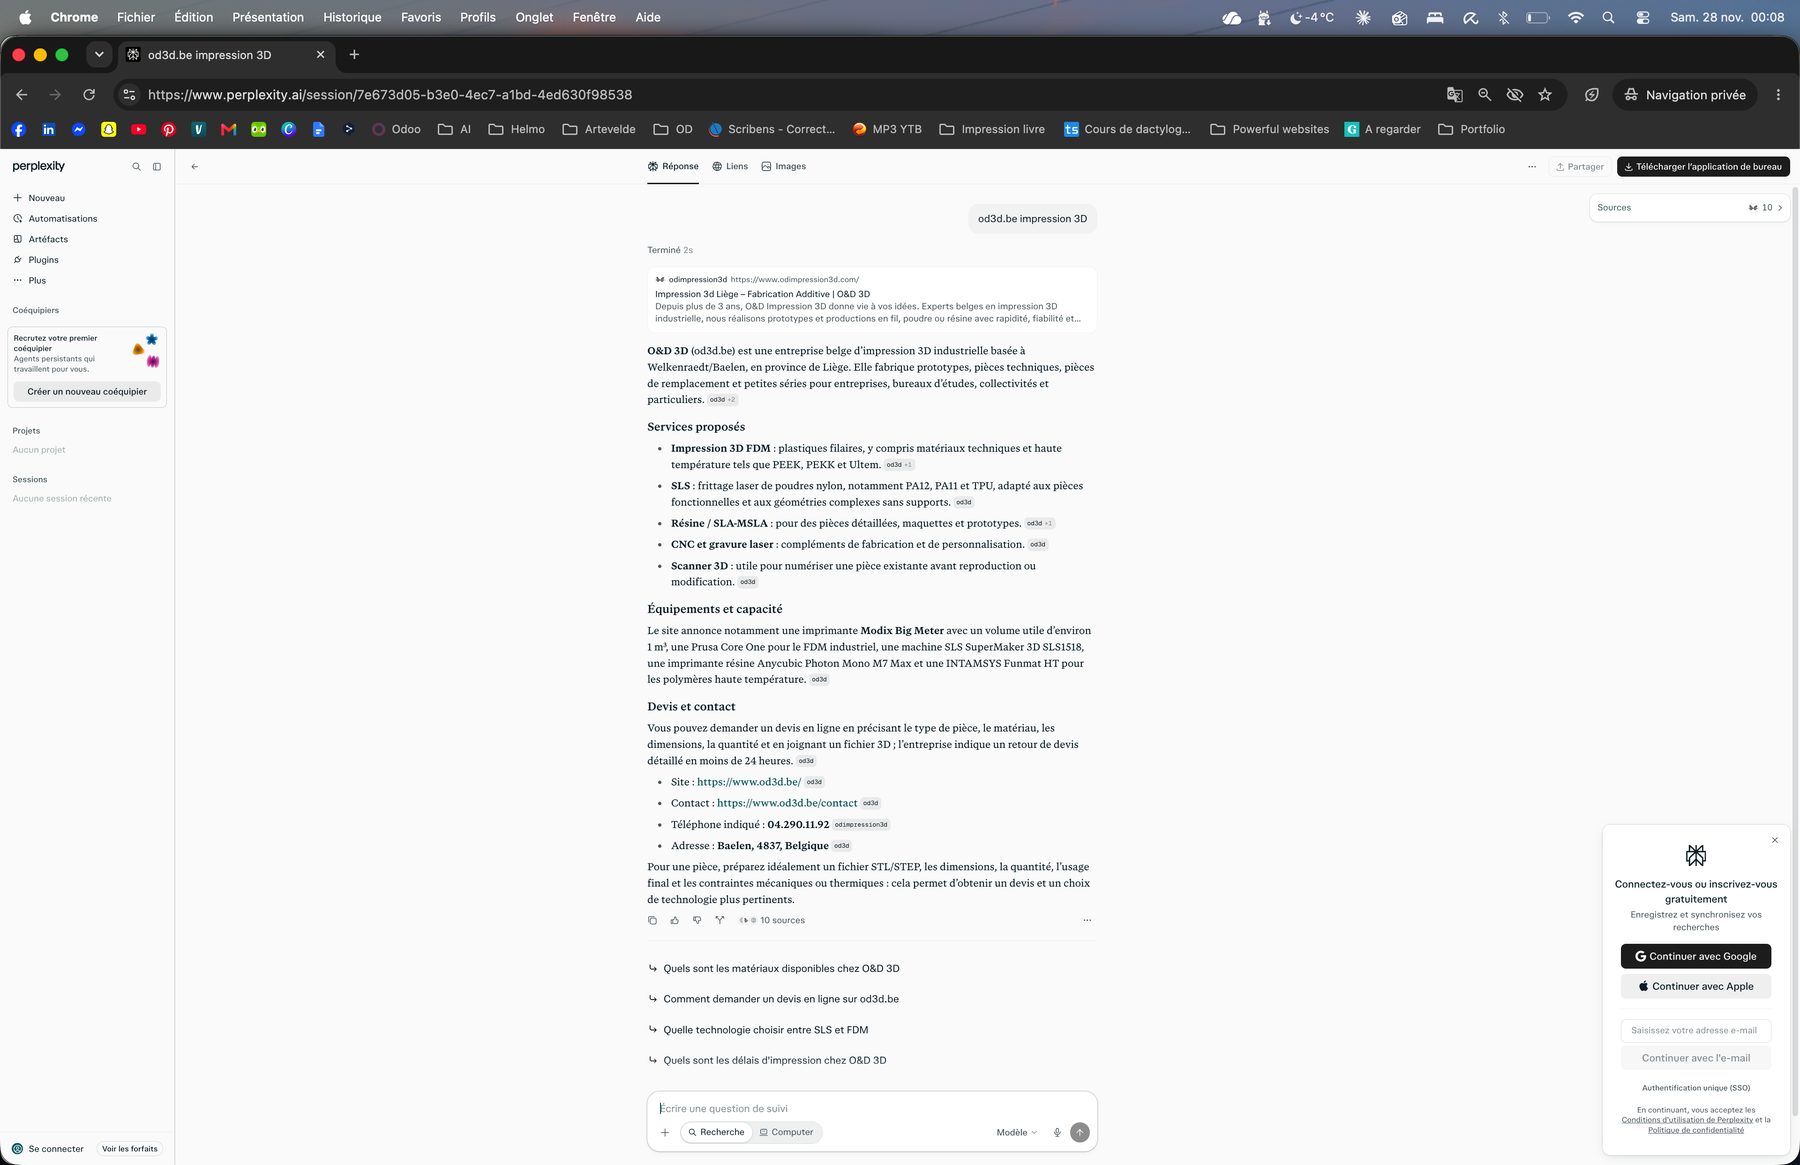 Chrome Fichier Édition Présentation Historique Favoris Profils Onglet Fenêtre Aide -4°C Sam. 28 nov. 00:08
od3d.be impression 3D
https://www.perplexity.ai/session/7e673d05-b3e0-4ec7-a1bd-4ed630f98538 Navigation privée
Odoo AI Helmo Artevelde OD Scribens - Correct... MP3 YTB Impression livre Cours de dactylog... Powerful websites A regarder Portfolio
perplexity
Nouveau
Automatisations
Artéfacts
Plugins
Plus
Coéquipiers
Recrutez votre premier
coéquipier
Agents persistants qui
travaillent pour vous.
Créer un nouveau coéquipier
Projets
Aucun projet
Sessions
Aucune session récente
Se connecter Voir les forfaits
Réponse Liens Images
Partager Télécharger l'application de bureau
Sources 10
od3d.be impression 3D
Terminé 2s
odimpression3d https://www.odimpression3d.com/
Impression 3d Liège – Fabrication Additive | O&D 3D
Depuis plus de 3 ans, O&D Impression 3D donne vie à vos idées. Experts belges en impression 3D
industrielle, nous réalisons prototypes et productions en fil, poudre ou résine avec rapidité, fiabilité et...
O&D 3D (od3d.be) est une entreprise belge d'impression 3D industrielle basée à
Welkenraedt/Baelen, en province de Liège. Elle fabrique prototypes, pièces techniques, pièces
de remplacement et petites séries pour entreprises, bureaux d'études, collectivités et
particuliers. od3d +2
Services proposés
• Impression 3D FDM : plastiques filaires, y compris matériaux techniques et haute
température tels que PEEK, PEKK et Ultem. od3d +1
• SLS : frittage laser de poudres nylon, notamment PA12, PA11 et TPU, adapté aux pièces
fonctionnelles et aux géométries complexes sans supports. od3d
• Résine / SLA-MSLA : pour des pièces détaillées, maquettes et prototypes. od3d +1
• CNC et gravure laser : compléments de fabrication et de personnalisation. od3d
• Scanner 3D : utile pour numériser une pièce existante avant reproduction ou
modification. od3d
Équipements et capacité
Le site annonce notamment une imprimante Modix Big Meter avec un volume utile d'environ
1 m³, une Prusa Core One pour le FDM industriel, une machine SLS SuperMaker 3D SLS1518,
une imprimante résine Anycubic Photon Mono M7 Max et une INTAMSYS Funmat HT pour
les polymères haute température. od3d
Devis et contact
Vous pouvez demander un devis en ligne en précisant le type de pièce, le matériau, les
dimensions, la quantité et en joignant un fichier 3D ; l'entreprise indique un retour de devis
détaillé en moins de 24 heures. od3d
• Site : https://www.od3d.be/ od3d
• Contact : https://www.od3d.be/contact od3d
• Téléphone indiqué : 04.290.11.92 odimpression3d
• Adresse : Baelen, 4837, Belgique od3d
Pour une pièce, préparez idéalement un fichier STL/STEP, les dimensions, la quantité, l'usage
final et les contraintes mécaniques ou thermiques : cela permet d'obtenir un devis et un choix
de technologie plus pertinents.
10 sources
Quels sont les matériaux disponibles chez O&D 3D
Comment demander un devis en ligne sur od3d.be
Quelle technologie choisir entre SLS et FDM
Quels sont les délais d'impression chez O&D 3D
Écrire une question de suivi
Recherche Computer Modèle
Connectez-vous ou inscrivez-vous
gratuitement
Enregistrez et synchronisez vos
recherches
Continuer avec Google
Continuer avec Apple
Saisissez votre adresse e-mail
Continuer avec l'e-mail
Authentification unique (SSO)
En continuant, vous acceptez les
Conditions d'utilisation de Perplexity et la
Politique de confidentialité